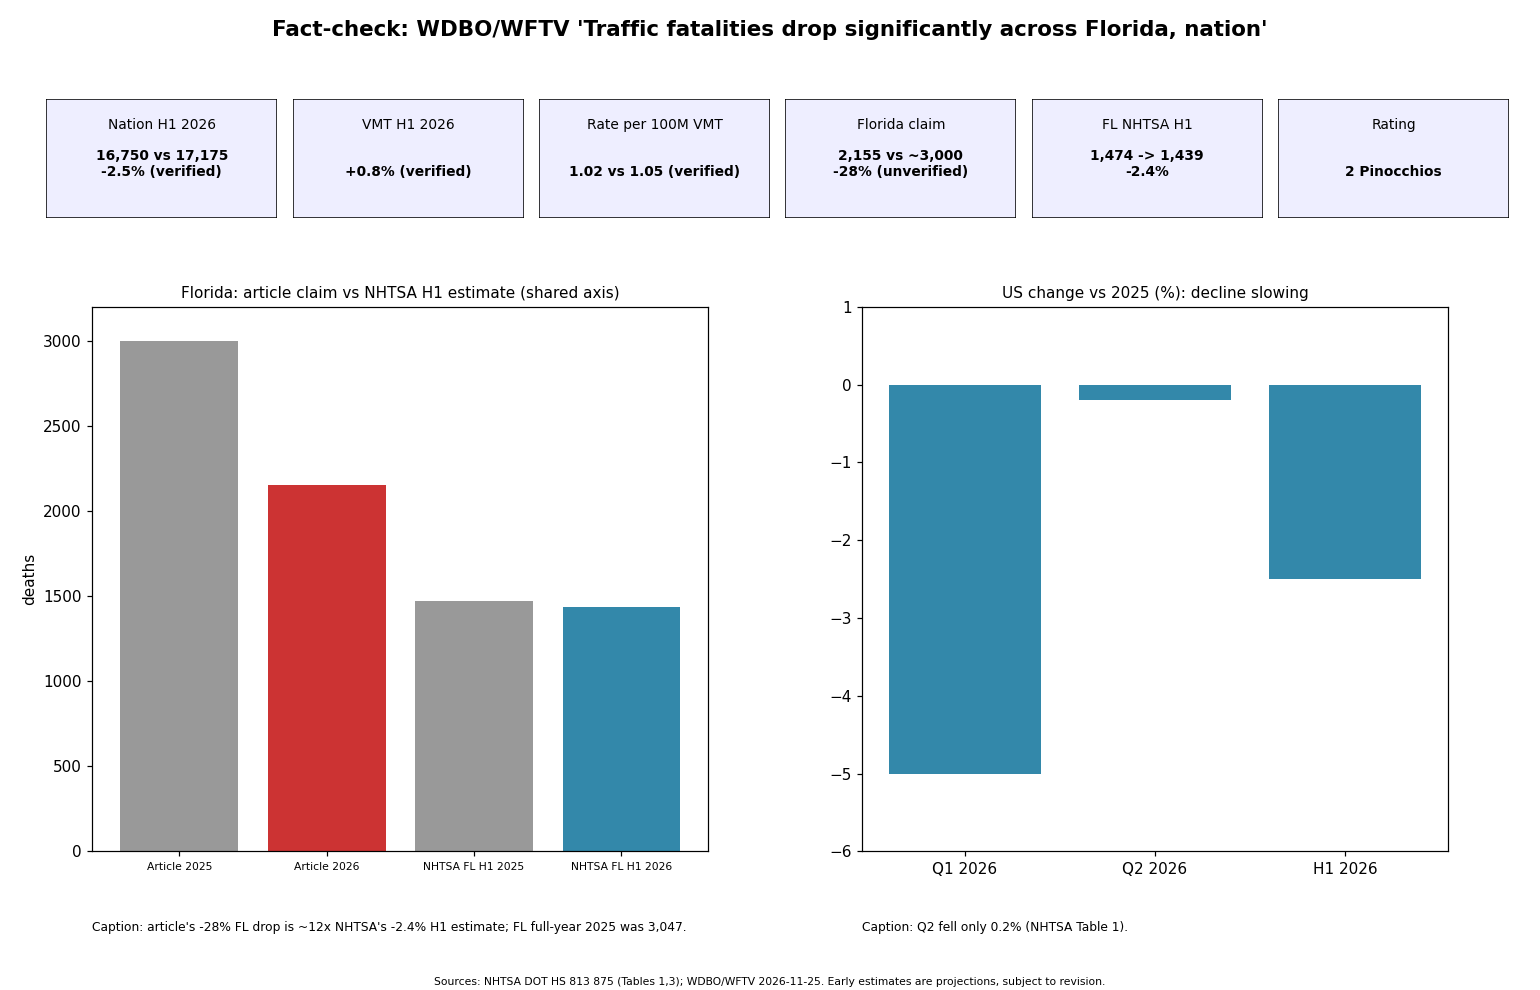 Fact-check: WDBO/WFTV 'Traffic fatalities drop significantly across Florida, nation'
Nation H1 2026
16,750 vs 17,175
-2.5% (verified)
VMT H1 2026
+0.8% (verified)
Rate per 100M VMT
1.02 vs 1.05 (verified)
Florida claim
2,155 vs ~3,000
-28% (unverified)
FL NHTSA H1
1,474 -> 1,439
-2.4%
Rating
2 Pinocchios
Florida: article claim vs NHTSA H1 estimate (shared axis)
deaths
3000
2500
2000
1500
1000
500
0
Article 2025
Article 2026
NHTSA FL H1 2025
NHTSA FL H1 2026
Caption: article's -28% FL drop is ~12x NHTSA's -2.4% H1 estimate; FL full-year 2025 was 3,047.
US change vs 2025 (%): decline slowing
1
0
−1
−2
−3
−4
−5
−6
Q1 2026
Q2 2026
H1 2026
Caption: Q2 fell only 0.2% (NHTSA Table 1).
Sources: NHTSA DOT HS 813 875 (Tables 1,3); WDBO/WFTV 2026-11-25. Early estimates are projections, subject to revision.